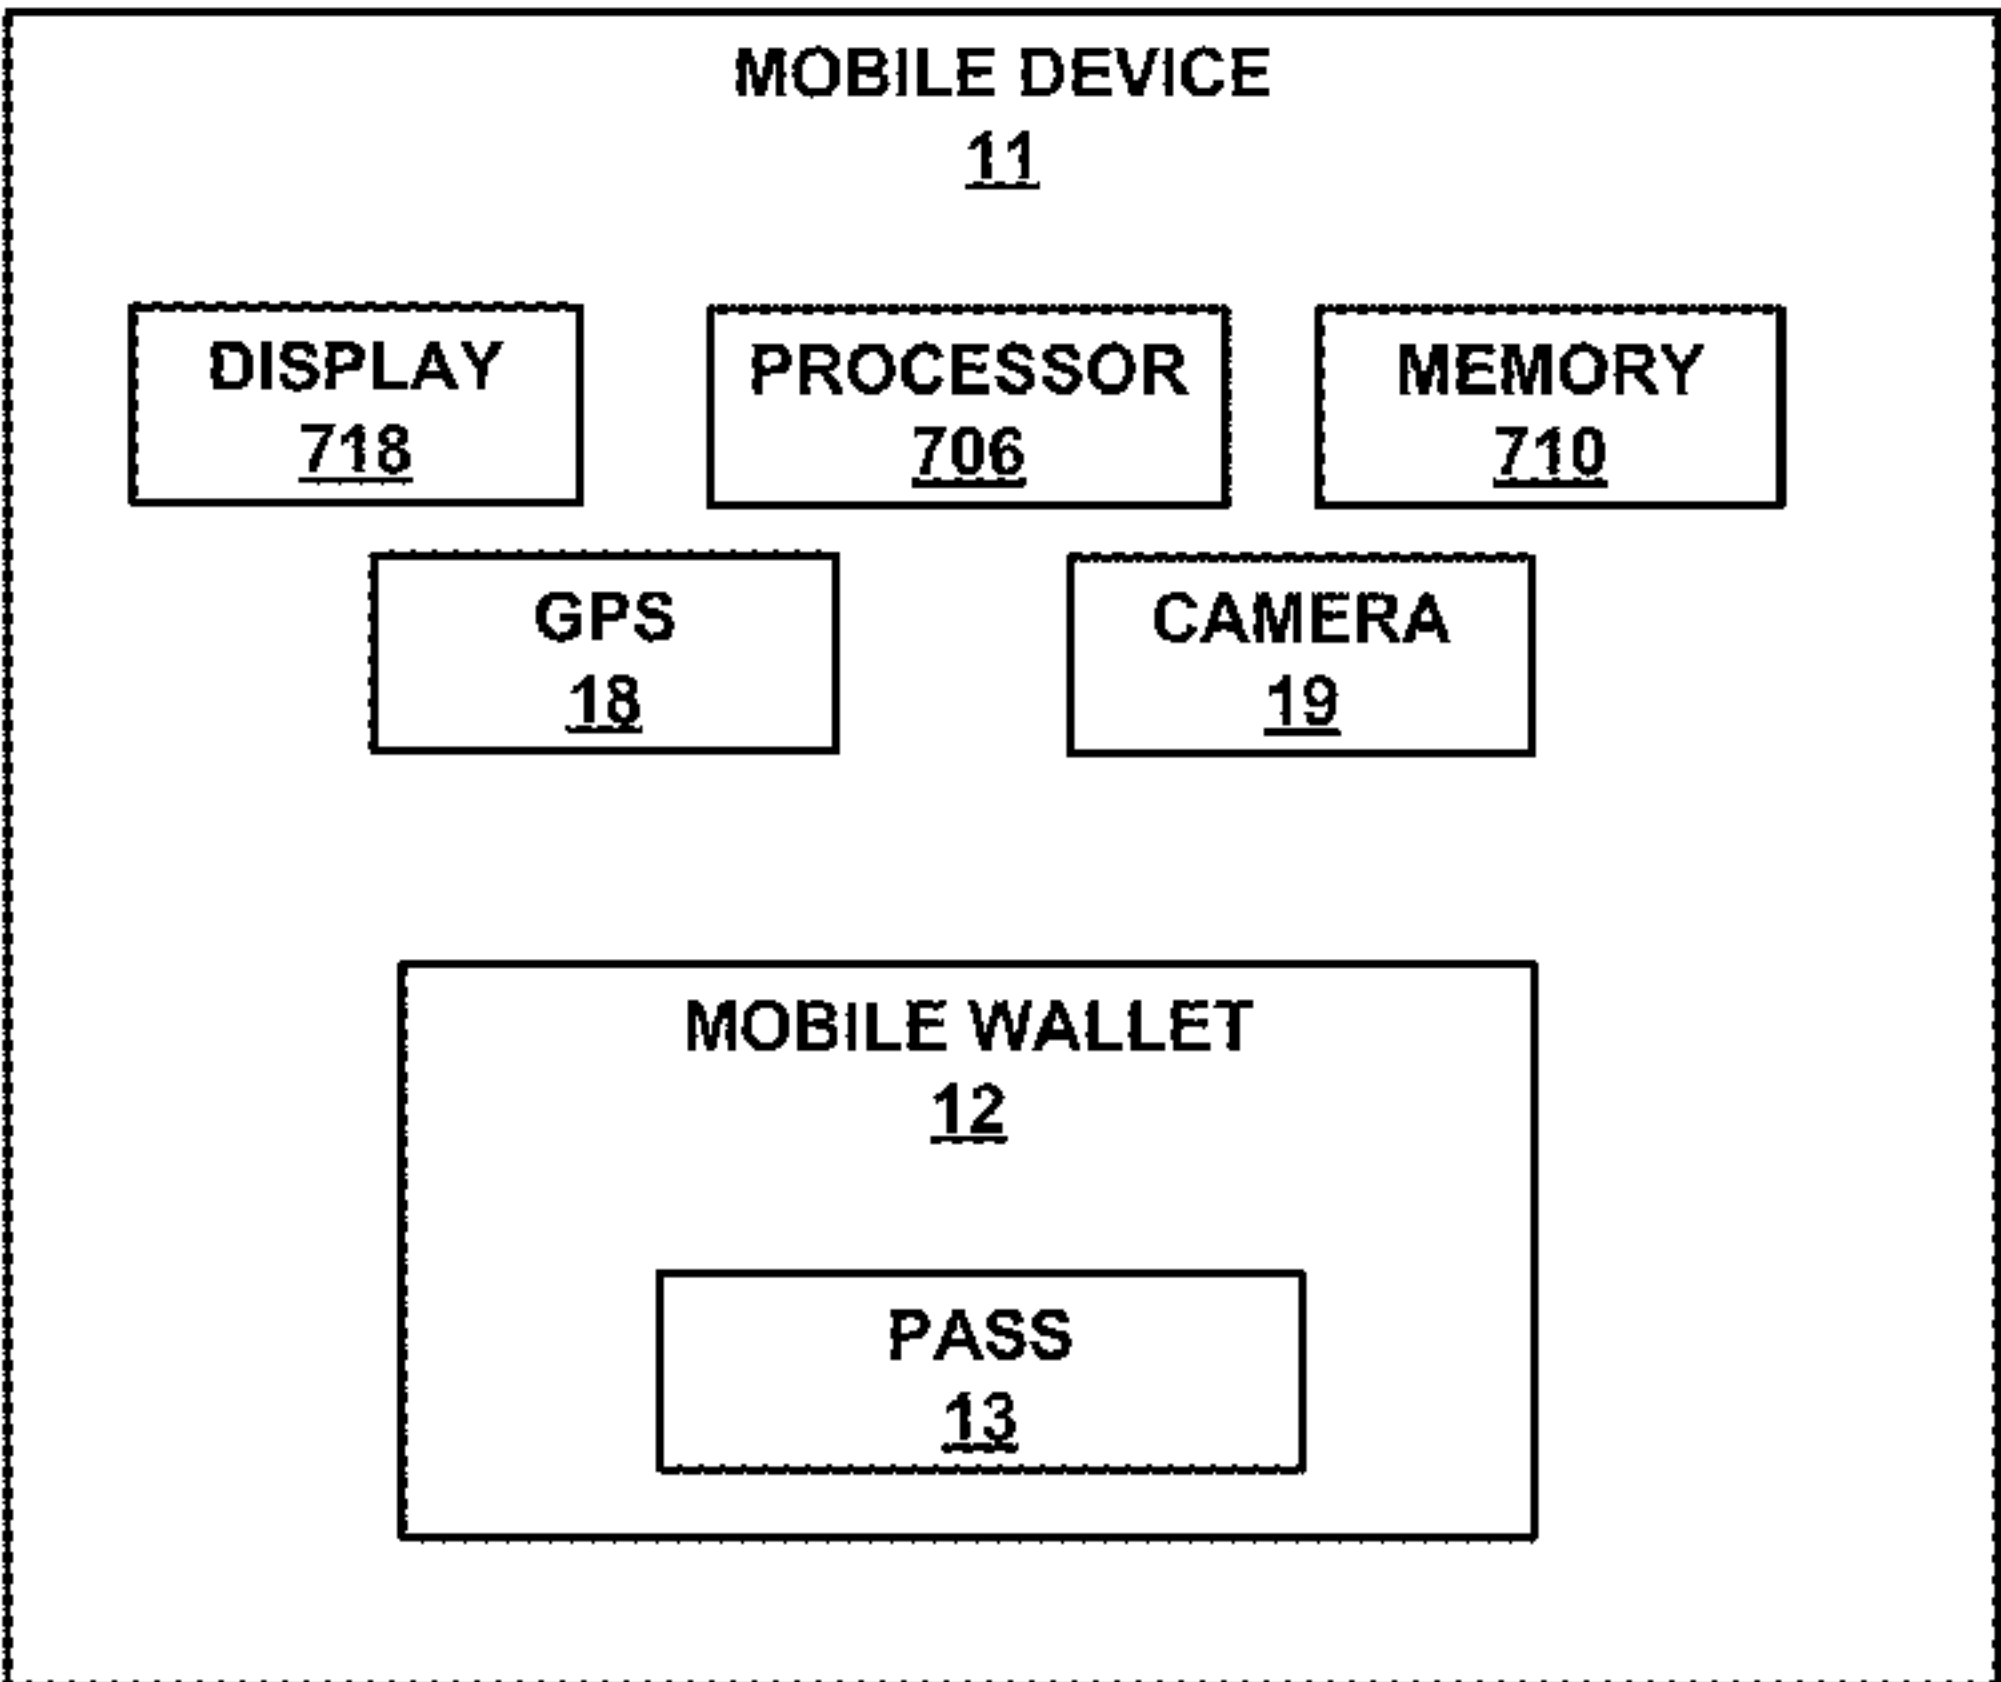 MOBILE DEVICE
11
DISPLAY PROCESSOR MEMORY
718 706 710
GPS CAMERA
18 19
MOBILE WALLET
12
PASS
13